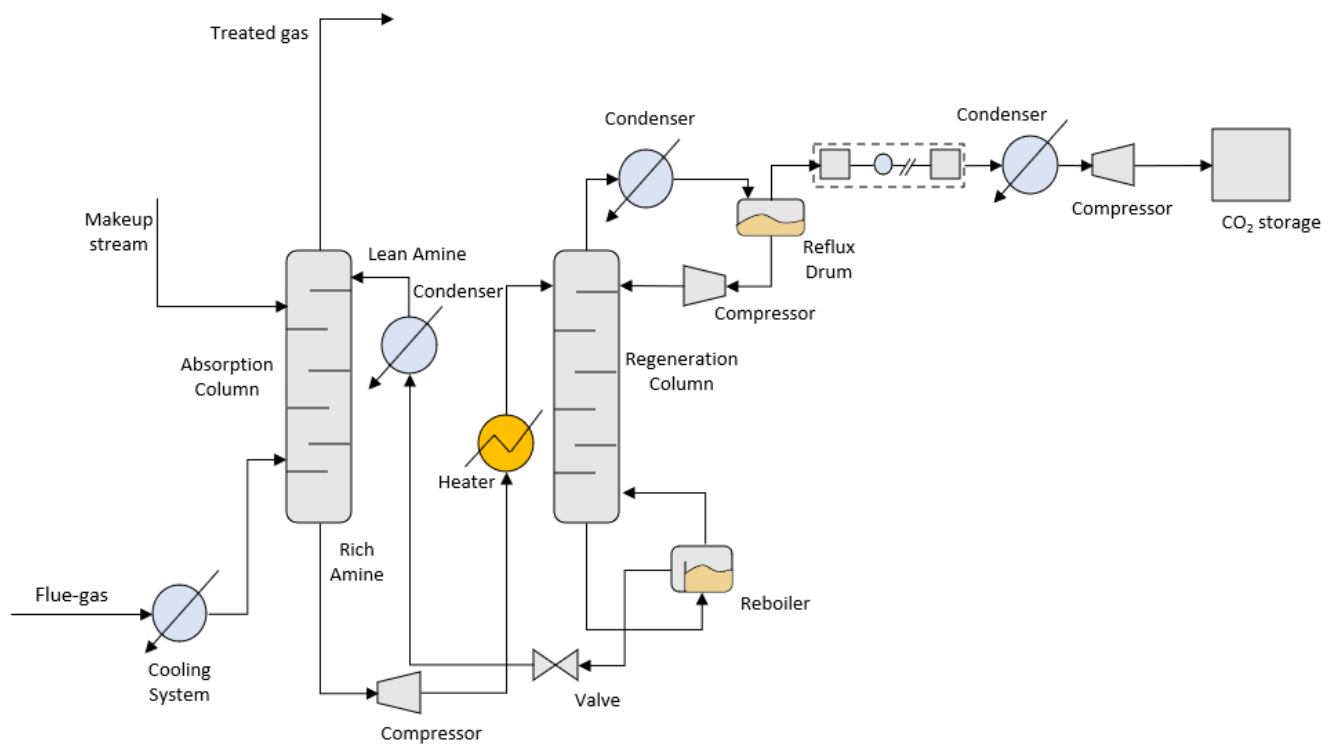 Treated gas
Condenser
Condenser
Makeup
stream
Compressor
CO₂ storage
Lean Amine
Reflux
Drum
Condenser
Compressor
Absorption
Column
Regeneration
Column
Heater
Rich
Amine
Flue-gas
Reboiler
Cooling
System
Valve
Compressor